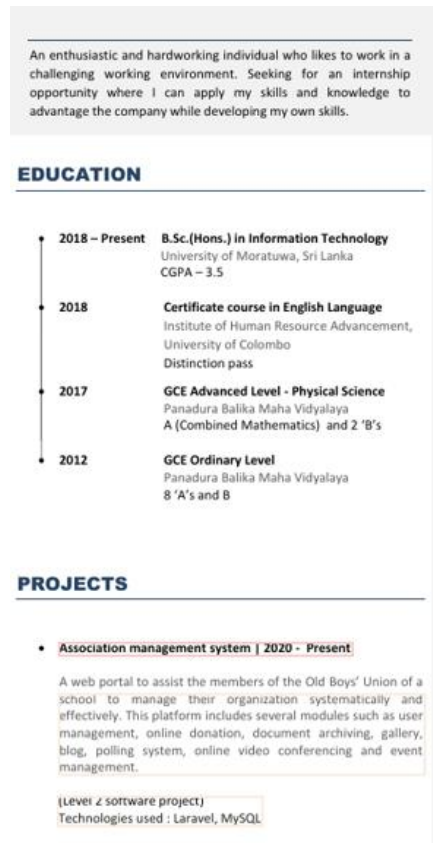 An enthusiastic and hardworking individual who likes to work in a
challenging working environment. Seeking for an internship
opportunity where I can apply my skills and knowledge to
advantage the company while developing my own skills.
EDUCATION
2018 – Present B.Sc.(Hons.) in Information Technology
University of Moratuwa, Sri Lanka
CGPA – 3.5
2018 Certificate course in English Language
Institute of Human Resource Advancement,
University of Colombo
Distinction pass
2017 GCE Advanced Level - Physical Science
Panadura Balika Maha Vidyalaya
A (Combined Mathematics) and 2 'B's
2012 GCE Ordinary Level
Panadura Balika Maha Vidyalaya
8 'A's and B
PROJECTS
Association management system | 2020 - Present
A web portal to assist the members of the Old Boys' Union of a
school to manage their organization systematically and
effectively. This platform includes several modules such as user
management, online donation, document archiving, gallery,
blog, polling system, online video conferencing and event
management.
(Level 2 software project)
Technologies used : Laravel, MySQL